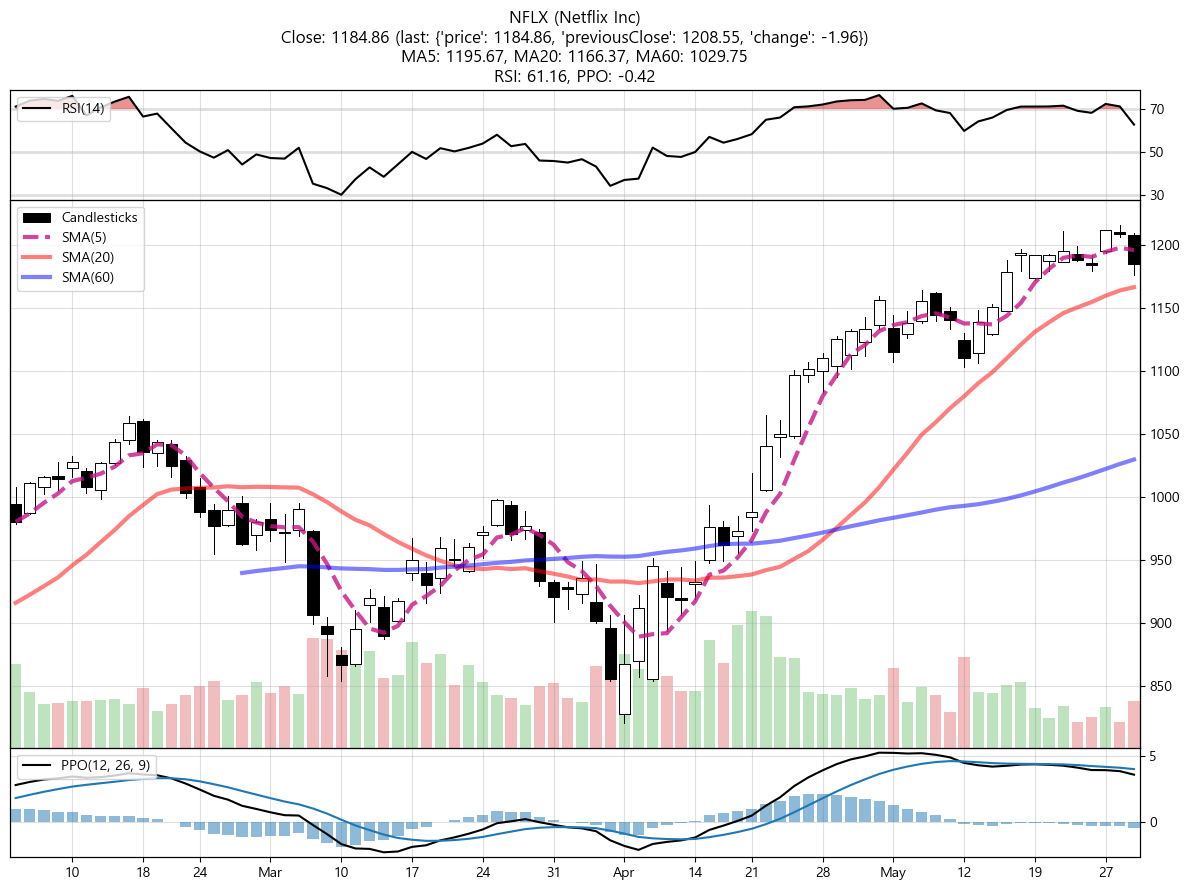 NFLX (Netflix Inc)
Close: 1184.86 (last: {'price': 1184.86, 'previousClose': 1208.55, 'change': -1.96})
MA5: 1195.67, MA20: 1166.37, MA60: 1029.75
RSI: 61.16, PPO: -0.42
RSI(14)
70
50
30
Candlesticks
SMA(5)
SMA(20)
SMA(60)
1200
1150
1100
1050
1000
950
900
850
PPO(12, 26, 9)
5
0
10 18 24 Mar 10 17 24 31 Apr 14 21 28 May 12 19 27